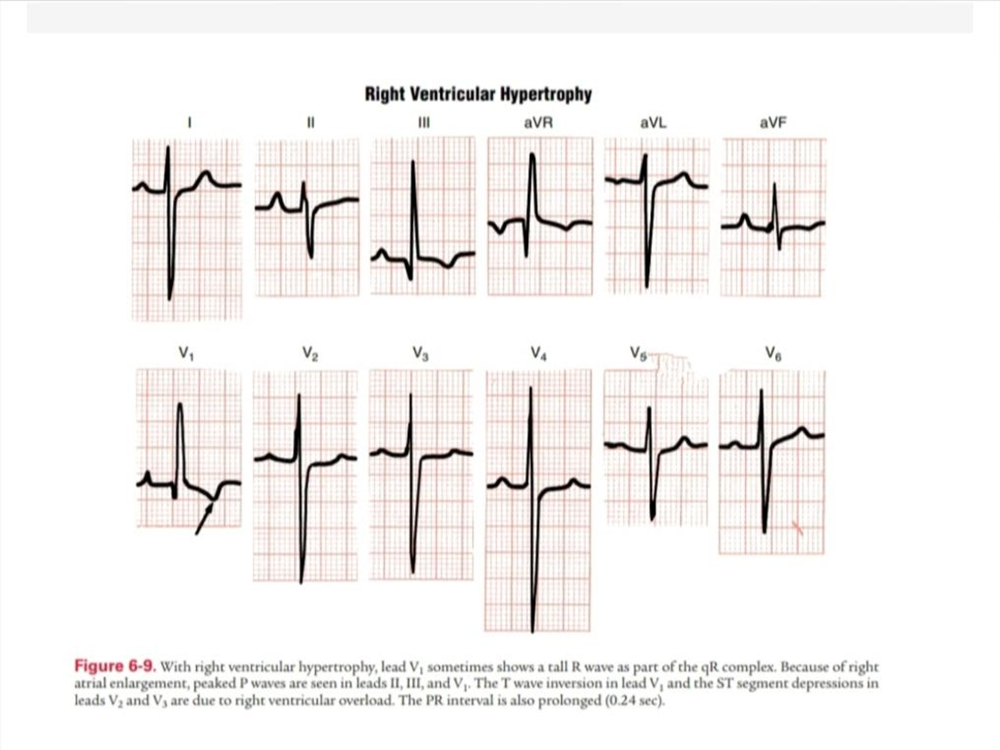 Right Ventricular Hypertrophy
I II III aVR aVL aVF
V₁ V₂ V₃ V₄ V₅ V₆
Figure 6-9. With right ventricular hypertrophy, lead V₁ sometimes shows a tall R wave as part of the qR complex. Because of right
atrial enlargement, peaked P waves are seen in leads II, III, and V₁. The T wave inversion in lead V₁ and the ST segment depressions in
leads V₂ and V₃ are due to right ventricular overload. The PR interval is also prolonged (0.24 sec).